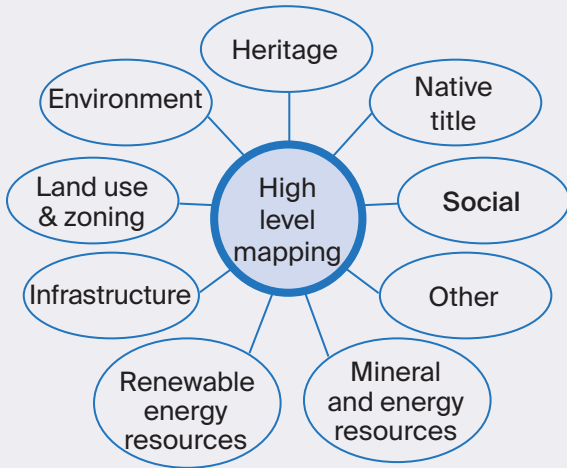 Heritage
Native
title
Social
Other
Mineral
and energy
resources
Renewable
energy
resources
Infrastructure
Land use
& zoning
Environment
High
level
mapping